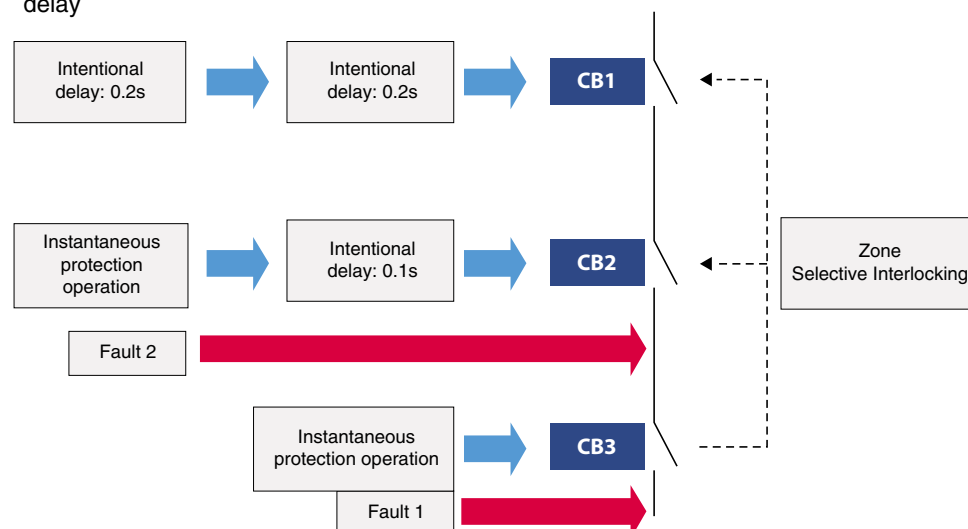 delay
Intentional
delay: 0.2s
Intentional
delay: 0.2s
CB1
Instantaneous
protection
operation
Intentional
delay: 0.1s
CB2
Zone
Selective Interlocking
Fault 2
Instantaneous
protection operation
CB3
Fault 1